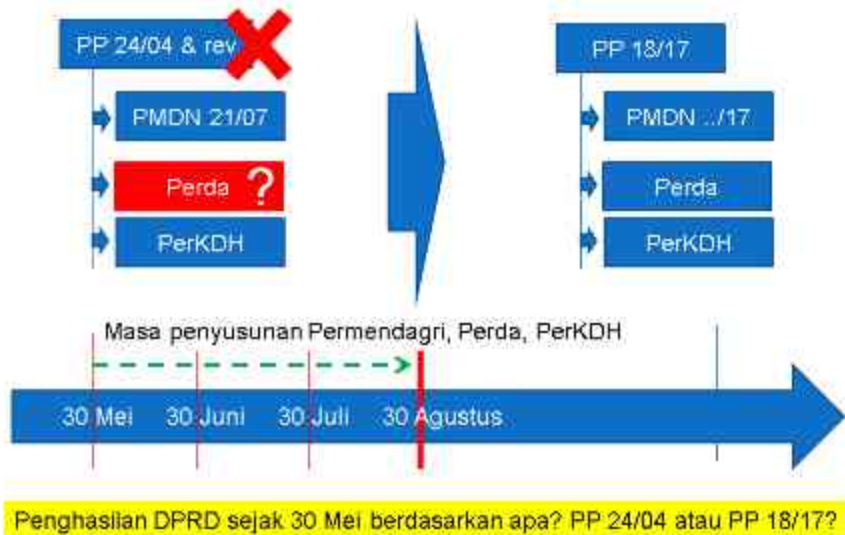 PP 24/04 & rev
PMDN 21/07
Perda ?
PerKDH
PP 18/17
PMDN ../17
Perda
PerKDH
Masa penyusunan Permendagri, Perda, PerKDH
30 Mei 30 Juni 30 Juli 30 Agustus
Penghasilan DPRD sejak 30 Mei berdasarkan apa? PP 24/04 atau PP 18/17?